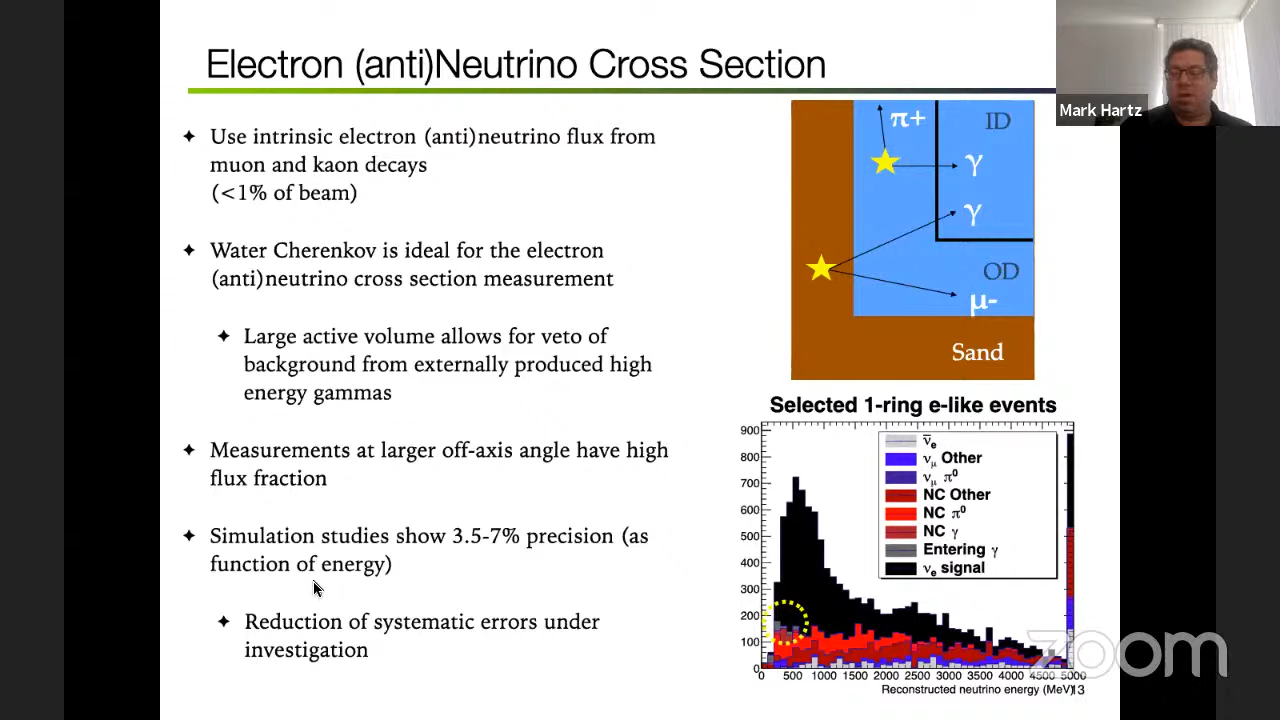 Electron (anti)Neutrino Cross Section
Mark Hartz
✦ Use intrinsic electron (anti)neutrino flux from
muon and kaon decays
(<1% of beam)
✦ Water Cherenkov is ideal for the electron
(anti)neutrino cross section measurement
✦ Large active volume allows for veto of
background from externally produced high
energy gammas
✦ Measurements at larger off-axis angle have high
flux fraction
✦ Simulation studies show 3.5-7% precision (as
function of energy)
✦ Reduction of systematic errors under
investigation
π+
ID
γ
γ
OD
μ-
Sand
Selected 1-ring e-like events
900
800
700
600
500
400
300
200
100
0
ν̅e
νμ Other
νμ π⁰
NC Other
NC π⁰
NC γ
Entering γ
νe signal
0 500 1000 1500 2000 2500 3000 3500 4000 4500 5000
Reconstructed neutrino energy (MeV)
13
zoom